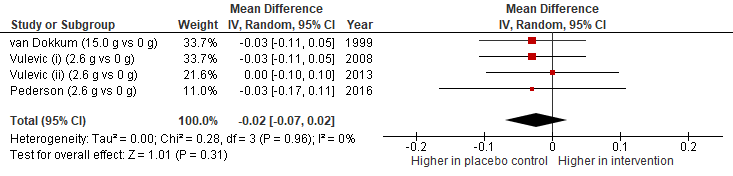 Mean Difference Mean Difference
Study or Subgroup Weight IV, Random, 95% CI Year IV, Random, 95% CI
van Dokkum (15.0 g vs 0 g) 33.7% -0.03 [-0.11, 0.05] 1999
Vulevic (i) (2.6 g vs 0 g) 33.7% -0.03 [-0.11, 0.05] 2008
Vulevic (ii) (2.6 g vs 0 g) 21.6% 0.00 [-0.10, 0.10] 2013
Pederson (2.6 g vs 0 g) 11.0% -0.03 [-0.17, 0.11] 2016
Total (95% CI) 100.0% -0.02 [-0.07, 0.02]
Heterogeneity: Tau² = 0.00; Chi² = 0.28, df = 3 (P = 0.96); I² = 0%
Test for overall effect: Z = 1.01 (P = 0.31)
-0.2 -0.1 0 0.1 0.2
Higher in placebo control Higher in intervention